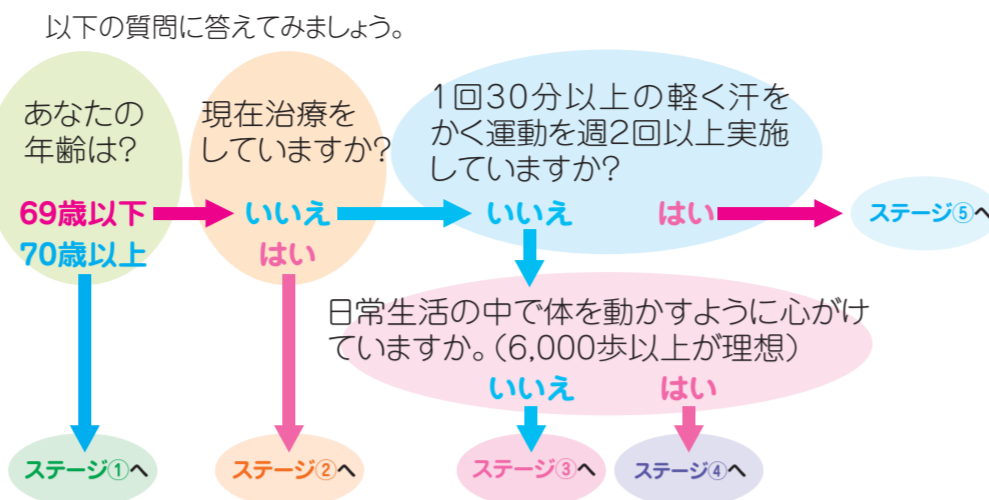 以下の質問に答えてみましょう。
あなたの
年齢は?
69歳以下
70歳以上
現在治療を
していますか?
いいえ
はい
1回30分以上の軽く汗を
かく運動を週2回以上実施
していますか?
いいえ
はい
ステージ⑤へ
日常生活の中で体を動かすように心がけ
ていますか。(6,000歩以上が理想)
いいえ
はい
ステージ①へ
ステージ②へ
ステージ③へ
ステージ④へ